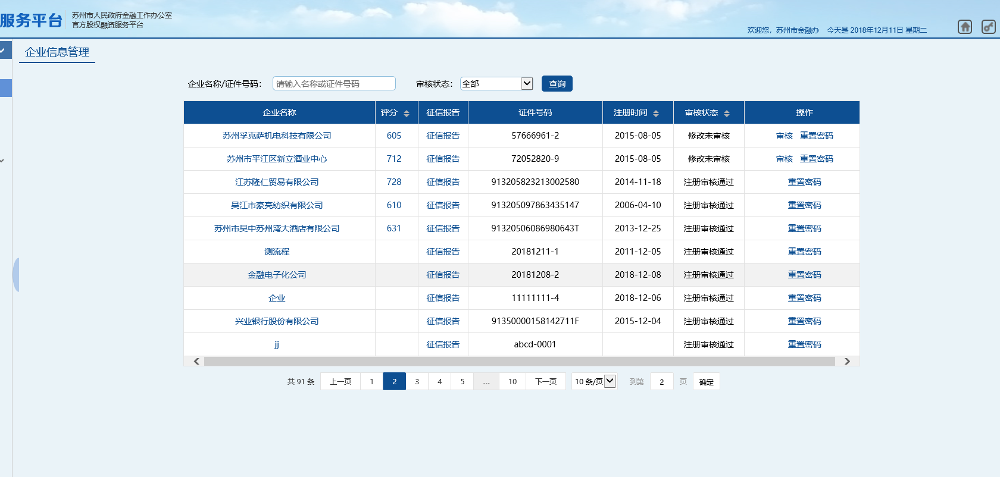 服务平台
苏州市人民政府金融工作办公室
官方股权融资服务平台
欢迎您，苏州市金融办 今天是 2018年12月11日 星期二
企业信息管理
企业名称/证件号码： 请输入名称或证件号码 审核状态： 全部 查询
企业名称 评分 征信报告 证件号码 注册时间 审核状态 操作
苏州孚克萨机电科技有限公司 605 征信报告 57666961-2 2015-08-05 修改未审核 审核 重置密码
苏州市平江区新立酒业中心 712 征信报告 72052820-9 2015-08-05 修改未审核 审核 重置密码
江苏隆仁贸易有限公司 728 征信报告 913205823213002580 2014-11-18 注册审核通过 重置密码
吴江市豪亮纺织有限公司 610 征信报告 913205097863435147 2006-04-10 注册审核通过 重置密码
苏州市吴中苏州湾大酒店有限公司 631 征信报告 91320506086980643T 2013-12-25 注册审核通过 重置密码
测流程 征信报告 20181211-1 2011-12-05 注册审核通过 重置密码
金融电子化公司 征信报告 20181208-2 2018-12-08 注册审核通过 重置密码
企业 征信报告 11111111-4 2018-12-06 注册审核通过 重置密码
兴业银行股份有限公司 征信报告 91350000158142711F 2015-12-04 注册审核通过 重置密码
jj 征信报告 abcd-0001 注册审核通过 重置密码
共 91 条 上一页 1 2 3 4 5 ... 10 下一页 10 条/页 到第 2 页 确定